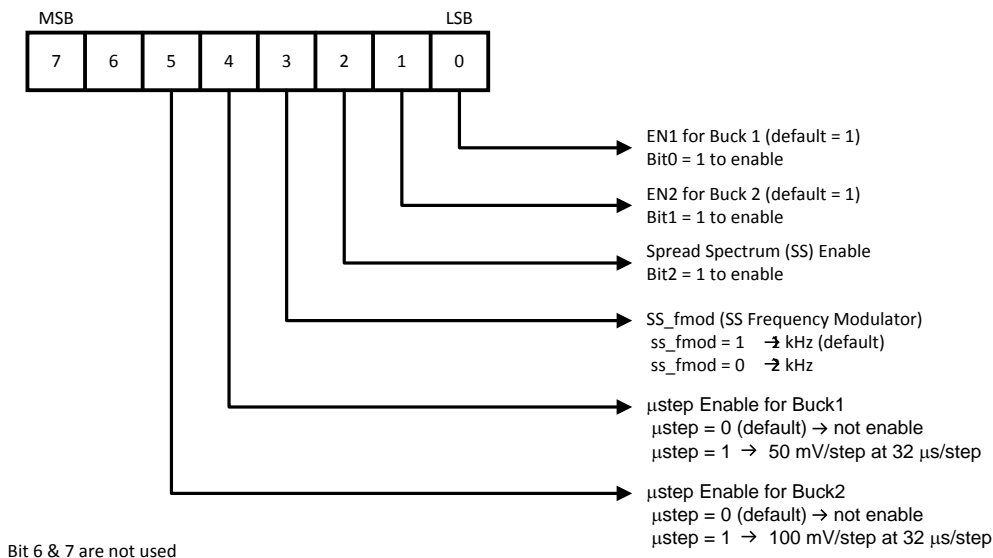 MSB LSB
7 6 5 4 3 2 1 0
EN1 for Buck 1 (default = 1)
Bit0 = 1 to enable
EN2 for Buck 2 (default = 1)
Bit1 = 1 to enable
Spread Spectrum (SS) Enable
Bit2 = 1 to enable
SS_fmod (SS Frequency Modulator)
ss_fmod = 1 → 1 kHz (default)
ss_fmod = 0 → 2 kHz
μstep Enable for Buck1
μstep = 0 (default) → not enable
μstep = 1 → 50 mV/step at 32 μs/step
μstep Enable for Buck2
μstep = 0 (default) → not enable
μstep = 1 → 100 mV/step at 32 μs/step
Bit 6 & 7 are not used